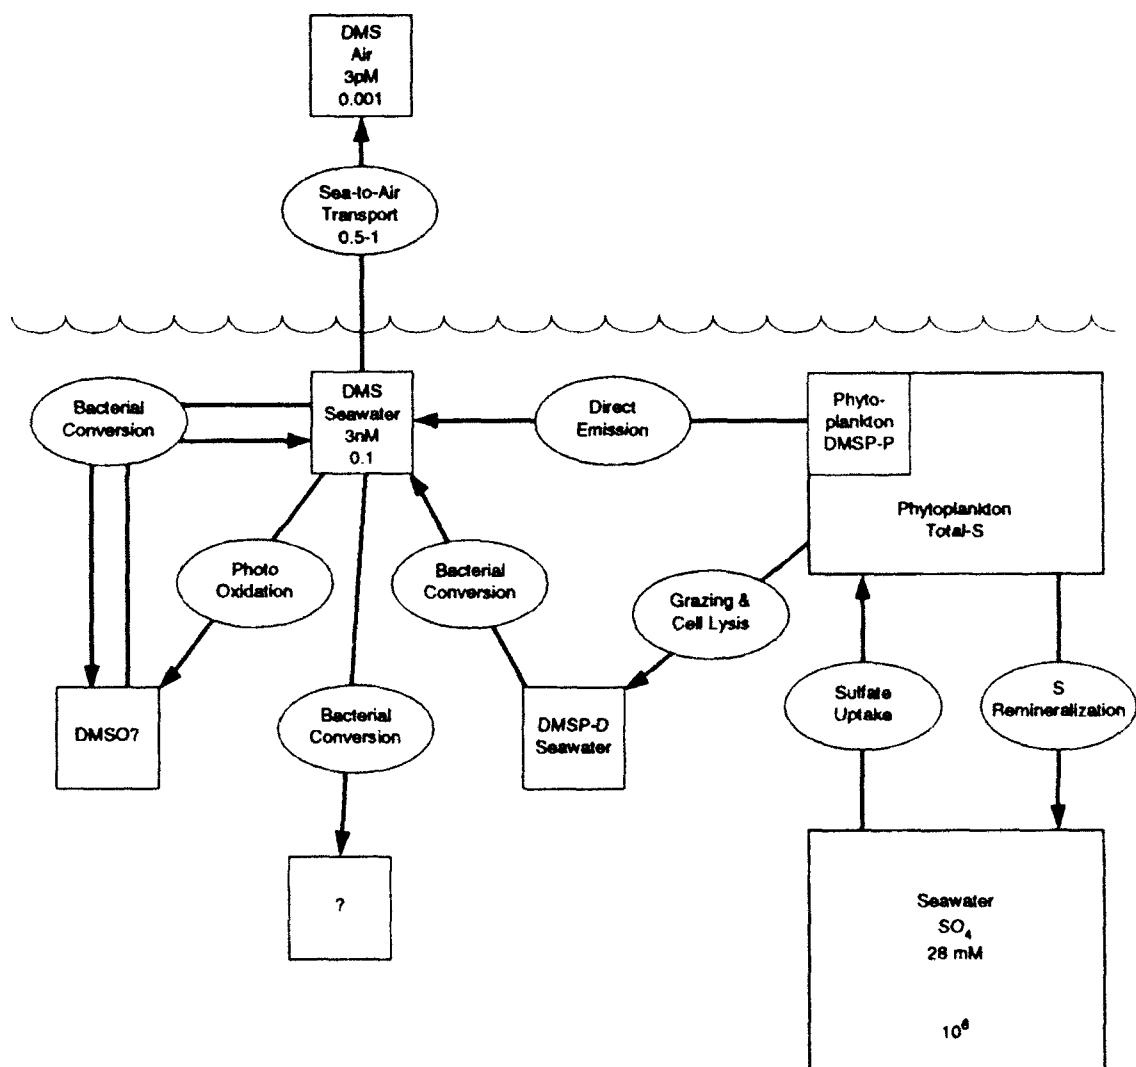 DMS
Air
3pM
0.001
Sea-to-Air
Transport
0.5-1
Bacterial
Conversion
DMS
Seawater
3nM
0.1
Direct
Emission
Phyto-
plankton
DMSP-P
Phytoplankton
Total-S
Photo
Oxidation
Bacterial
Conversion
Grazing &
Cell Lysis
DMSO?
Bacterial
Conversion
DMSP-D
Seawater
Sulfate
Uptake
S
Remineralization
?
Seawater
SO₄
28 mM
10⁶